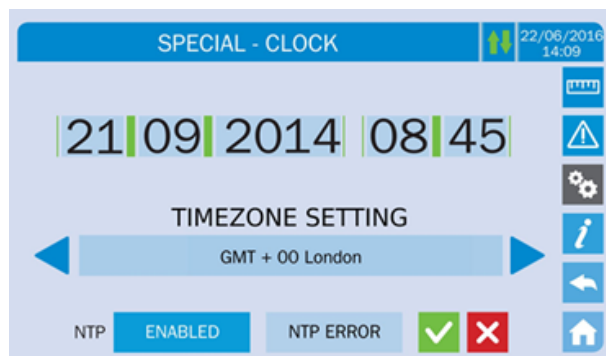 SPECIAL - CLOCK
22/06/2016
14:09
21 09 2014 08 45
TIMEZONE SETTING
GMT + 00 London
NTP ENABLED NTP ERROR
i